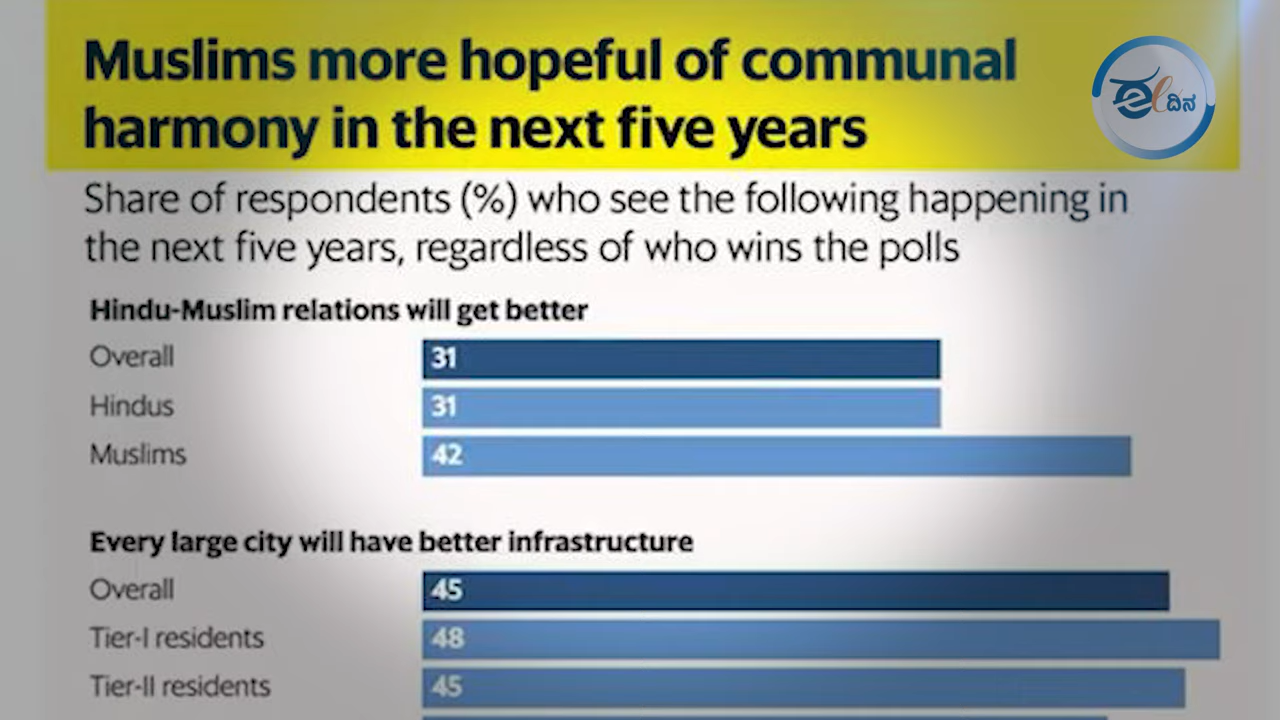 Muslims more hopeful of communal
harmony in the next five years
ಈದಿನ
Share of respondents (%) who see the following happening in
the next five years, regardless of who wins the polls
Hindu-Muslim relations will get better
Overall 31
Hindus 31
Muslims 42
Every large city will have better infrastructure
Overall 45
Tier-I residents 48
Tier-II residents 45